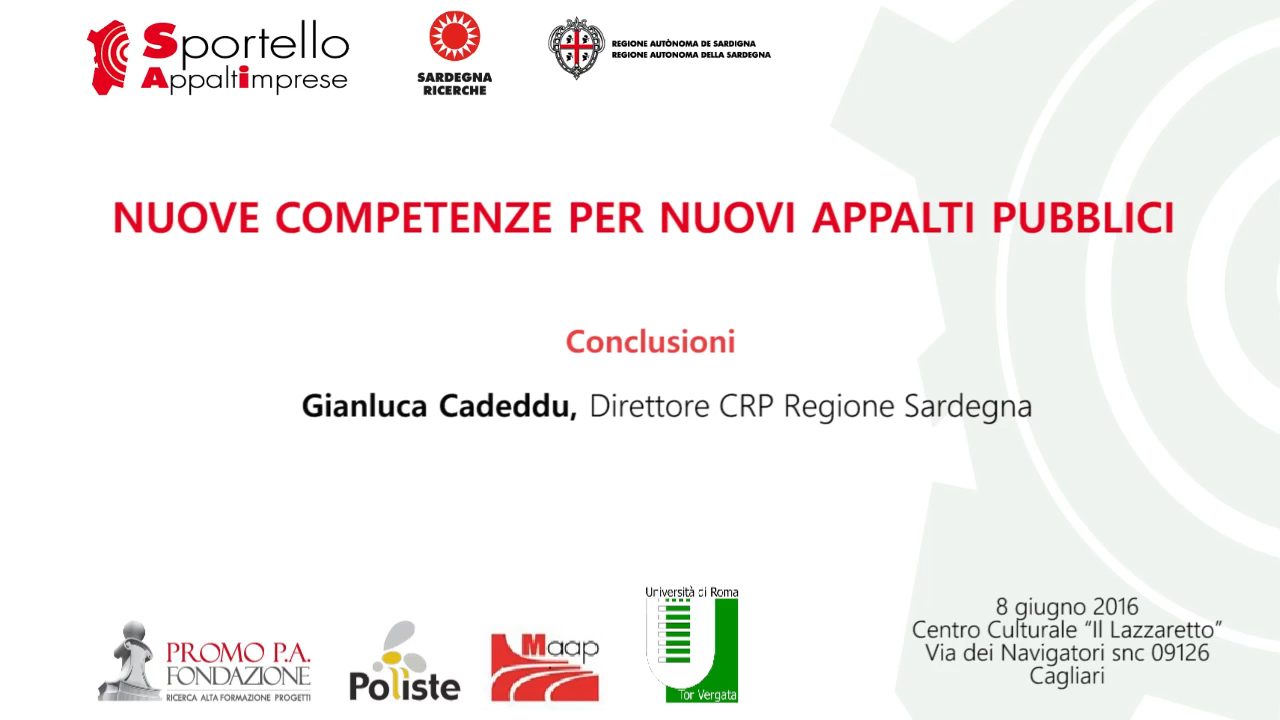 Sportello
Appaltimprese
SARDEGNA
RICERCHE
REGIONE AUTÒNOMA DE SARDIGNA
REGIONE AUTONOMA DELLA SARDEGNA
NUOVE COMPETENZE PER NUOVI APPALTI PUBBLICI
Conclusioni
Gianluca Cadeddu, Direttore CRP Regione Sardegna
PROMO P.A.
FONDAZIONE
RICERCA ALTA FORMAZIONE PROGETTI
Poliste
Maap
Università di Roma
Tor Vergata
8 giugno 2016
Centro Culturale “Il Lazzaretto”
Via dei Navigatori snc 09126
Cagliari